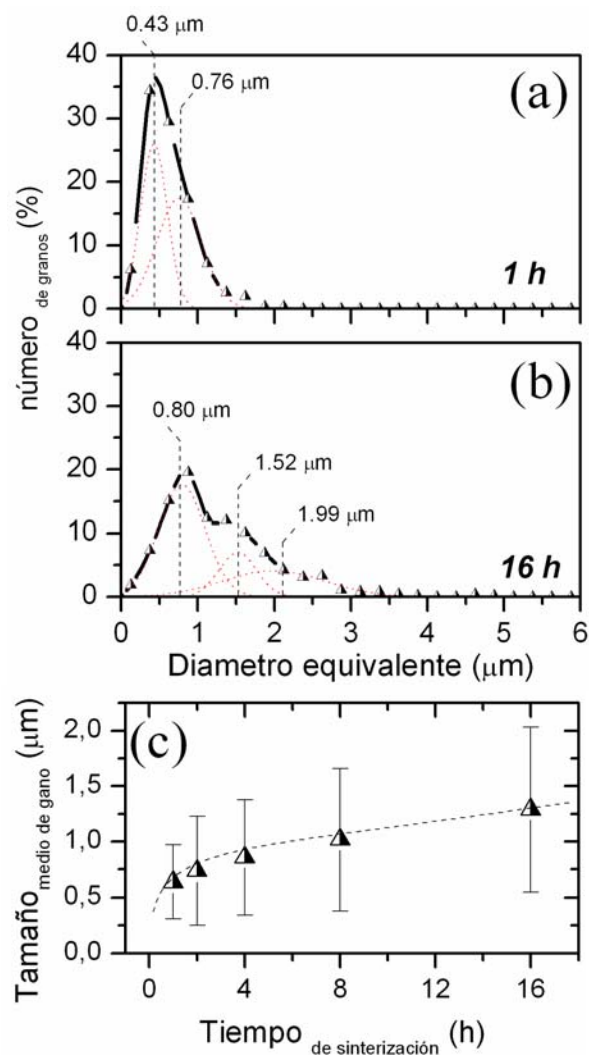 0.43 μm
0.76 μm
40
30
20
10
0
(a)
1 h
número de granos (%)
40
30
20
10
0
(b)
0.80 μm
1.52 μm
1.99 μm
16 h
0 1 2 3 4 5 6
Diametro equivalente (μm)
(c)
2,0
1,5
1,0
0,5
0,0
Tamaño medio de gano (μm)
0 4 8 12 16
Tiempo de sinterización (h)